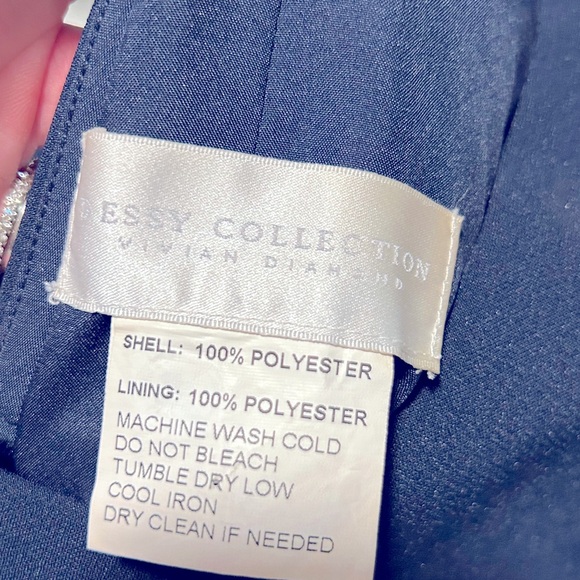 DESSY COLLECTION
VIVIAN DIAMOND
SHELL: 100% POLYESTER
LINING: 100% POLYESTER
MACHINE WASH COLD
DO NOT BLEACH
TUMBLE DRY LOW
COOL IRON
DRY CLEAN IF NEEDED